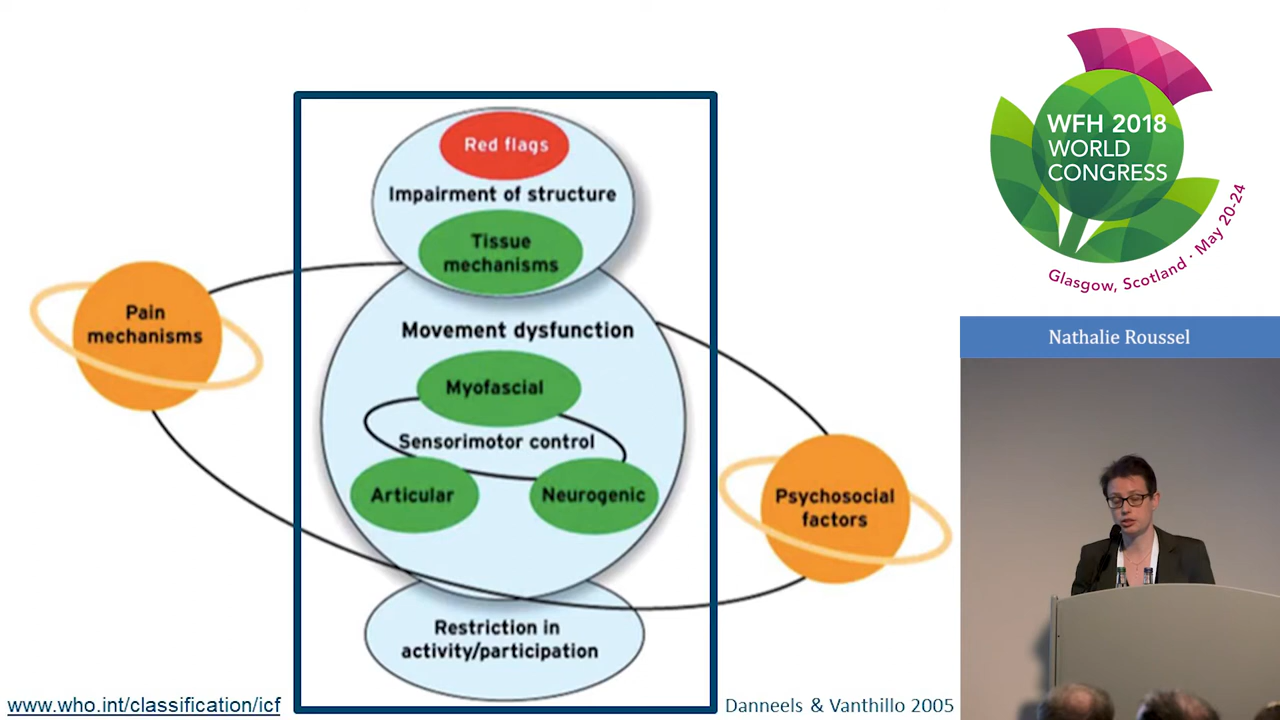 Red flags
Impairment of structure
Tissue
mechanisms
Pain
mechanisms
Movement dysfunction
Myofascial
Sensorimotor control
Articular
Neurogenic
Psychosocial
factors
Restriction in
activity/participation
www.who.int/classification/icf
Danneels & Vanthillo 2005
WFH 2018
WORLD
CONGRESS
Glasgow, Scotland · May 20-24
Nathalie Roussel